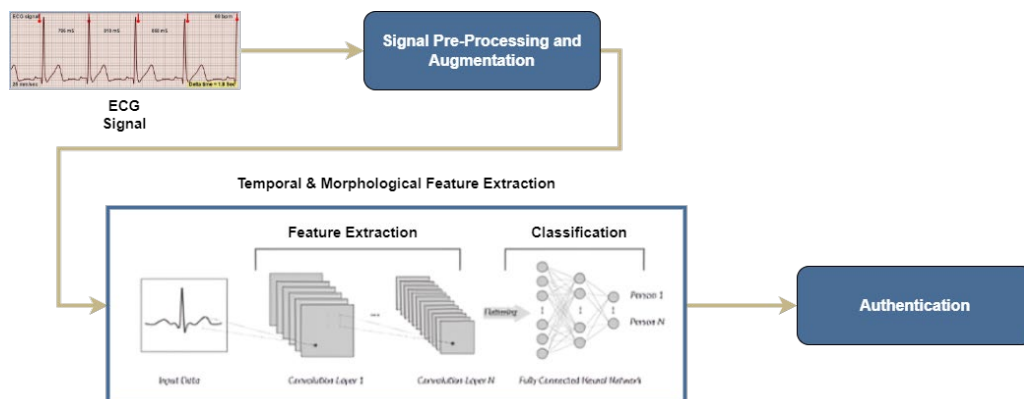 ECG signal
60 bpm
Signal Pre-Processing and
Augmentation
ECG
Signal
Temporal & Morphological Feature Extraction
Feature Extraction
Classification
Person 1
Flattening
Person N
Input Data
Convolution Layer 1
Convolution Layer N
Fully Connected Neural Network
Authentication